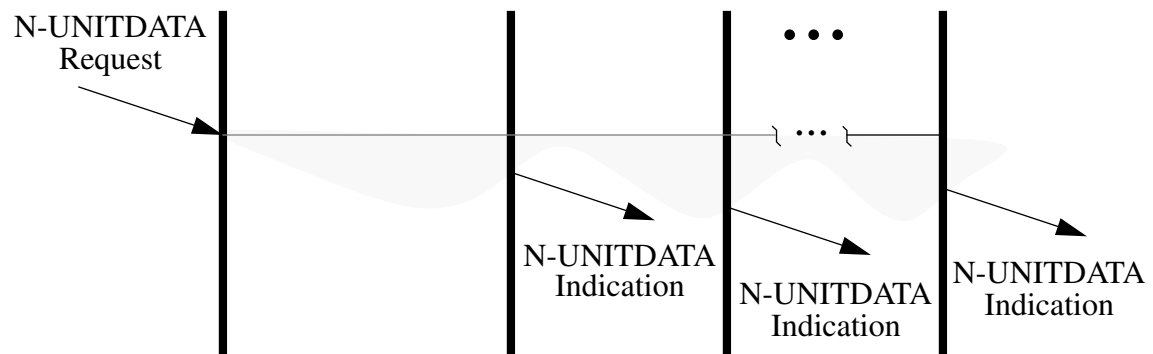 N-UNITDATA
Request
• • •
...
N-UNITDATA
Indication
N-UNITDATA
Indication
N-UNITDATA
Indication